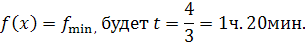 f(x) = f_min, будет t = 4/3 = 1ч. 20мин.